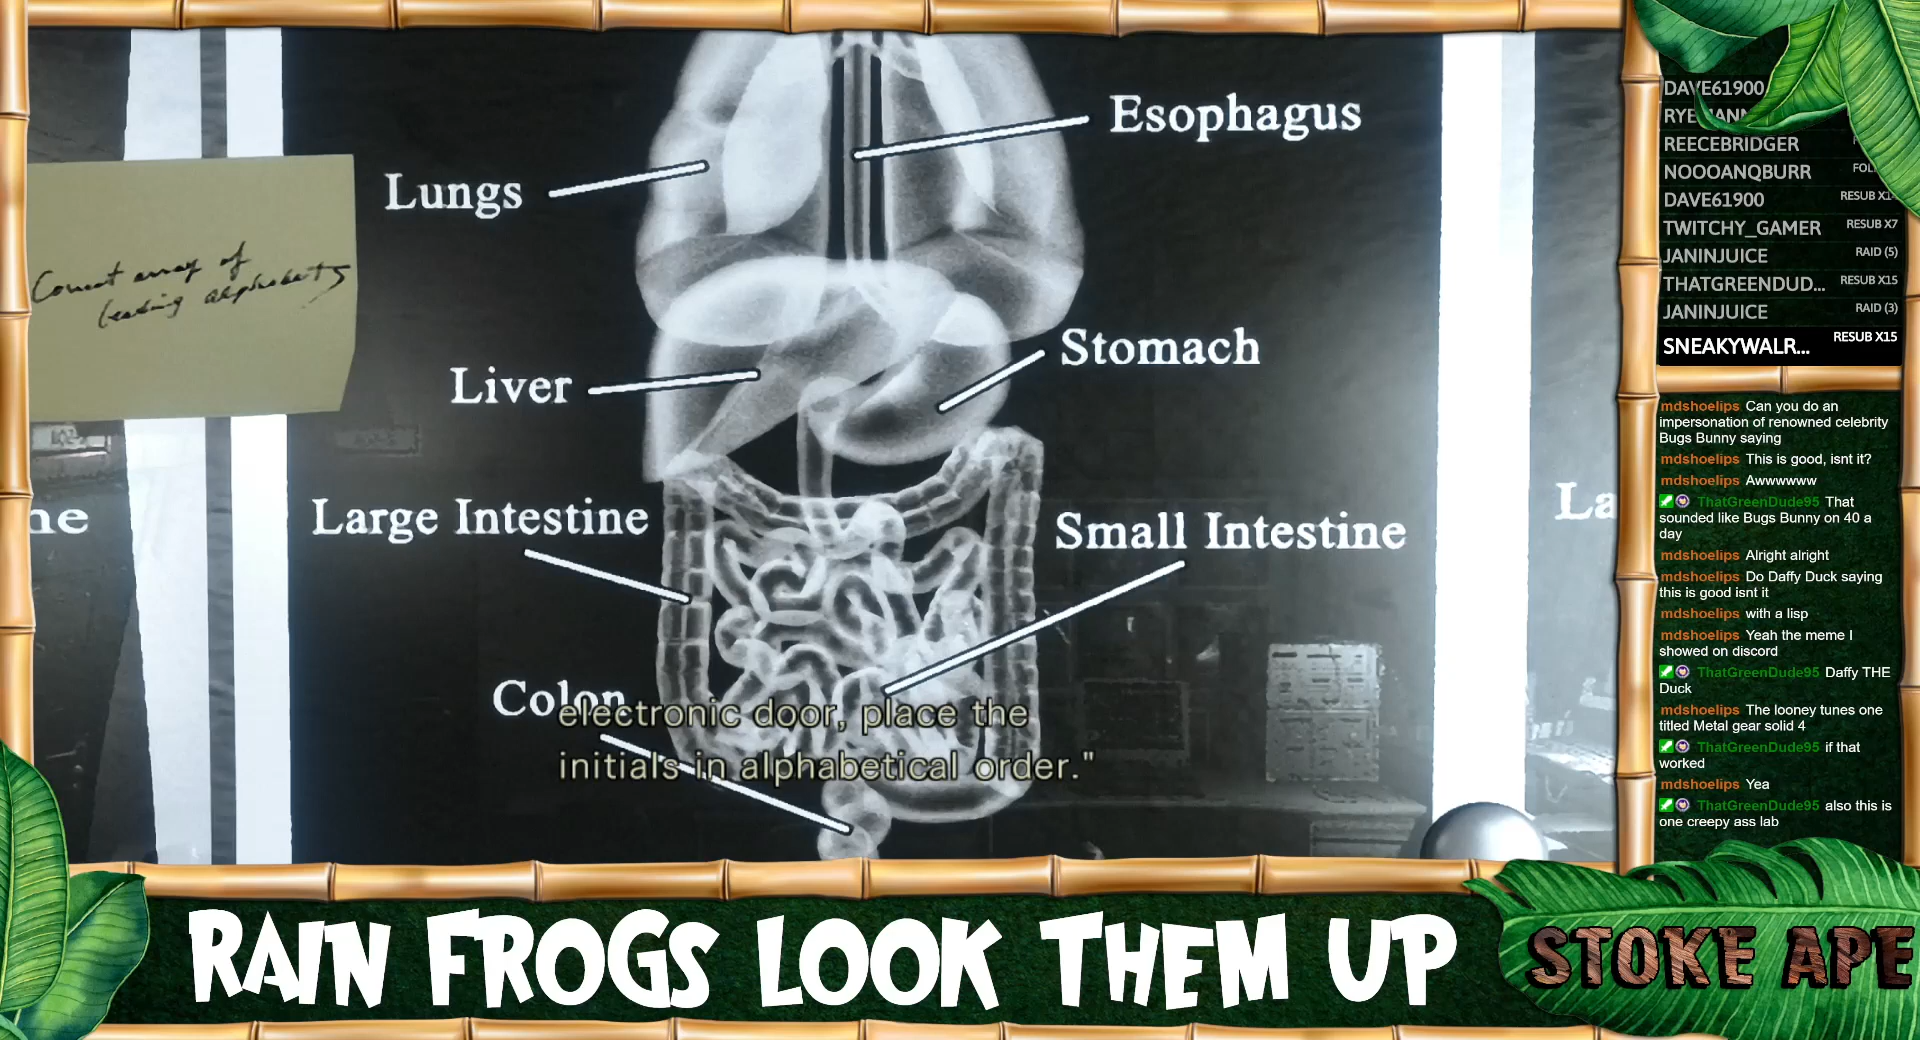 Esophagus
Lungs
Stomach
Liver
Large Intestine
Small Intestine
Colon
ne
La
Correct array of
leading alphabets
electronic door, place the
initials in alphabetical order."
DAVE61900
REECEBRIDGER
NOOOANQBURR FOL
DAVE61900 RESUB X14
TWITCHY_GAMER RESUB X7
JANINJUICE RAID (5)
THATGREENDUD... RESUB X15
JANINJUICE RAID (3)
SNEAKYWALR... RESUB X15
mdshoelips Can you do an
impersonation of renowned celebrity
Bugs Bunny saying
mdshoelips This is good, isnt it?
mdshoelips Awwwwww
ThatGreenDude95 That
sounded like Bugs Bunny on 40 a
day
mdshoelips Alright alright
mdshoelips Do Daffy Duck saying
this is good isnt it
mdshoelips with a lisp
mdshoelips Yeah the meme I
showed on discord
ThatGreenDude95 Daffy THE
Duck
mdshoelips The looney tunes one
titled Metal gear solid 4
ThatGreenDude95 if that
worked
mdshoelips Yea
ThatGreenDude95 also this is
one creepy ass lab
RAIN FROGS LOOK THEM UP
STOKE APE